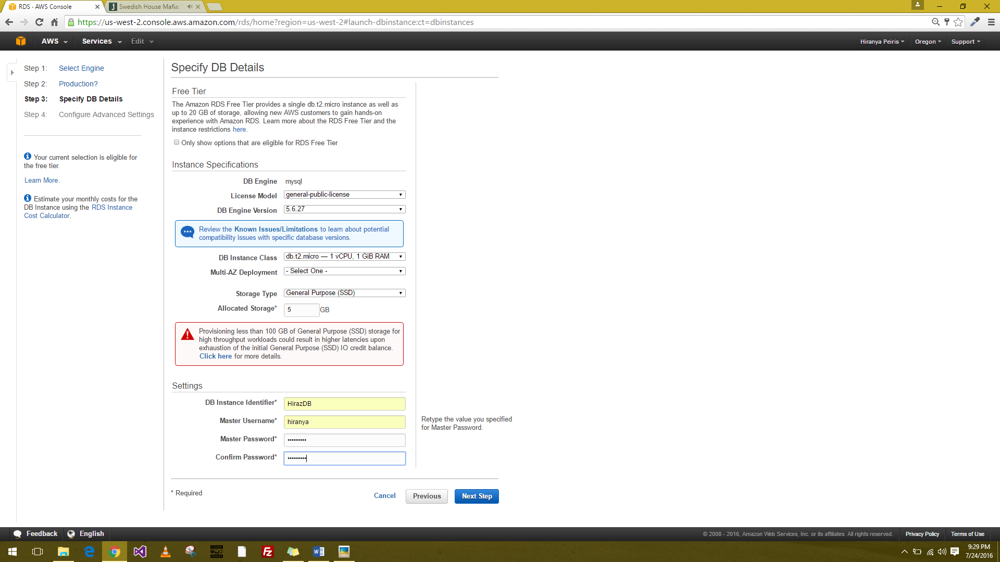 RDS · AWS Console
Swedish House Mafia:
https://us-west-2.console.aws.amazon.com/rds/home?region=us-west-2#launch-dbinstance:ct=dbinstances
AWS Services Edit Hiranya Peiris Oregon Support
Step 1: Select Engine
Step 2: Production?
Step 3: Specify DB Details
Step 4: Configure Advanced Settings
Your current selection is eligible for
the free tier.
Learn More.
Estimate your monthly costs for the
DB Instance using the RDS Instance
Cost Calculator.
Specify DB Details
Free Tier
The Amazon RDS Free Tier provides a single db.t2.micro instance as well as
up to 20 GB of storage, allowing new AWS customers to gain hands-on
experience with Amazon RDS. Learn more about the RDS Free Tier and the
instance restrictions here.
Only show options that are eligible for RDS Free Tier
Instance Specifications
DB Engine mysql
License Model general-public-license
DB Engine Version 5.6.27
Review the Known Issues/Limitations to learn about potential
compatibility issues with specific database versions.
DB Instance Class db.t2.micro — 1 vCPU, 1 GiB RAM
Multi-AZ Deployment - Select One -
Storage Type General Purpose (SSD)
Allocated Storage* 5 GB
Provisioning less than 100 GB of General Purpose (SSD) storage for
high throughput workloads could result in higher latencies upon
exhaustion of the initial General Purpose (SSD) IO credit balance.
Click here for more details.
Settings
DB Instance Identifier* HirazDB
Master Username* hiranya
Master Password* •••••••••
Confirm Password* •••••••••
Retype the value you specified
for Master Password.
* Required
Cancel Previous Next Step
Feedback English
© 2008 - 2016, Amazon Web Services, Inc. or its affiliates. All rights reserved. Privacy Policy Terms of Use
9:29 PM
7/24/2016